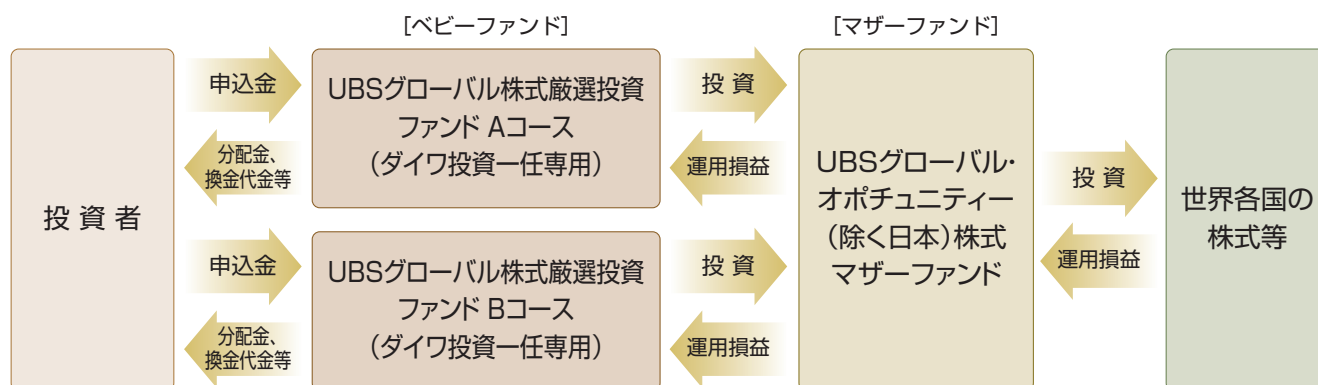 [ベビーファンド]
[マザーファンド]
投資者
申込金
分配金、
換金代金等
UBSグローバル株式厳選投資
ファンド Aコース
（ダイワ投資一任専用）
投資
運用損益
申込金
分配金、
換金代金等
UBSグローバル株式厳選投資
ファンド Bコース
（ダイワ投資一任専用）
投資
運用損益
UBSグローバル・
オポチュニティー
（除く日本）株式
マザーファンド
投資
運用損益
世界各国の
株式等